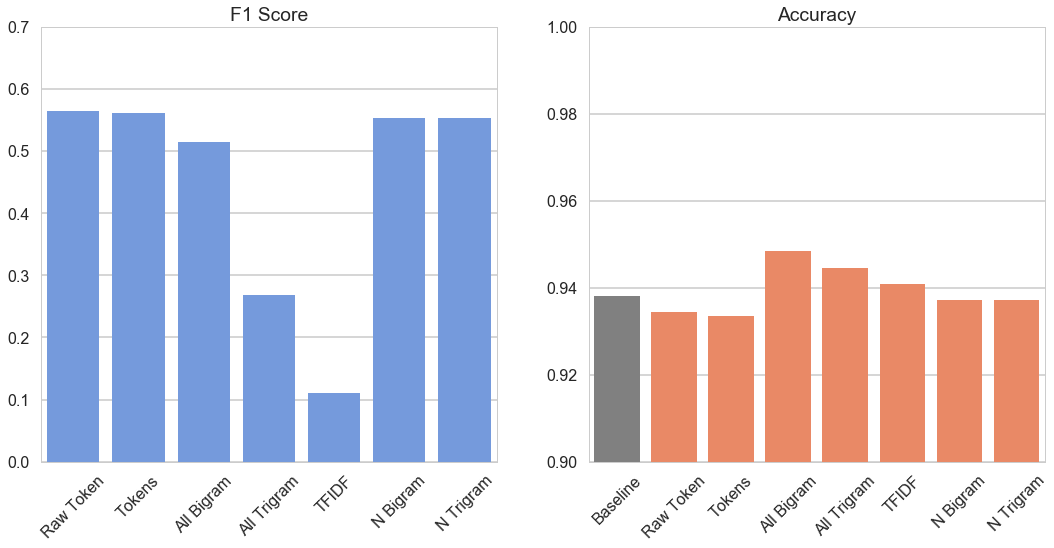 F1 Score
0.7
0.6
0.5
0.4
0.3
0.2
0.1
0.0
Raw Token
Tokens
All Bigram
All Trigram
TFIDF
N Bigram
N Trigram
Accuracy
1.00
0.98
0.96
0.94
0.92
0.90
Baseline
Raw Token
Tokens
All Bigram
All Trigram
TFIDF
N Bigram
N Trigram